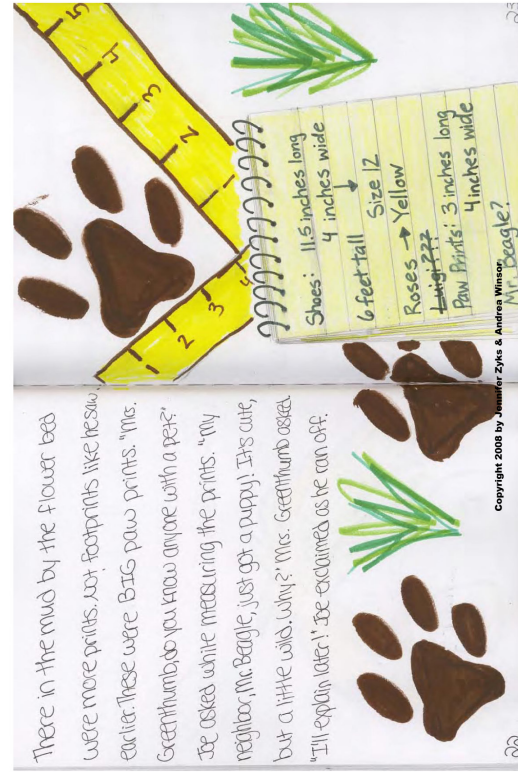 There in the mud by the flower bed
were more prints. Not footprints like he saw
earlier. These were BIG paw prints. "Mrs.
Greenthumb, do you know anyone with a pet?"
Joe asked while measuring the prints. "My
neighbor, Mr. Beagle, just got a puppy! It's cute,
but a little wild. Why?" Mrs. Greenthumb asked.
"I'll explain later!" Joe exclaimed as he ran off.
22
1
2
3
4
1
2
3
4
5
Shoes: 11.5 inches long
4 inches wide
↓
6 feet tall
Size 12
Roses → Yellow
Luigi???
Paw Prints: 3 inches long
4 inches wide
Mr. Beagle?
23
Copyright 2008 by Jennifer Zyks & Andrea Winsor